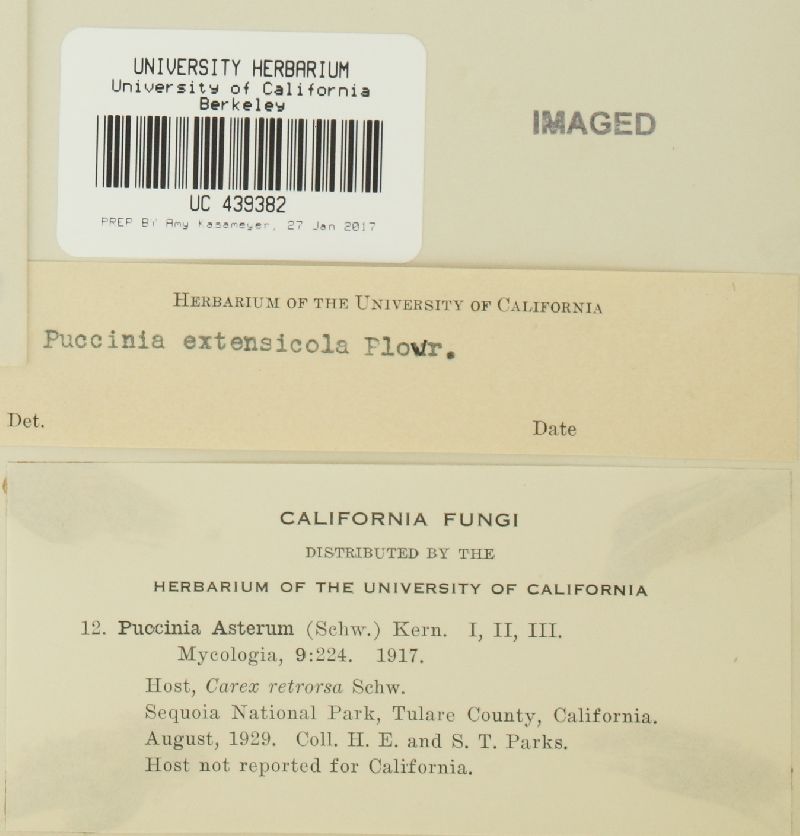 UNIVERSITY HERBARIUM
University of California
Berkeley
IMAGED
UC 439382
PREP BY Amy Kasameyer, 27 Jan 2017
HERBARIUM OF THE UNIVERSITY OF CALIFORNIA
Puccinia extensicola Plowr.
Det.
Date
CALIFORNIA FUNGI
DISTRIBUTED BY THE
HERBARIUM OF THE UNIVERSITY OF CALIFORNIA
12. Puccinia Asterum (Schw.) Kern. I, II, III.
Mycologia, 9:224. 1917.
Host, Carex retrorsa Schw.
Sequoia National Park, Tulare County, California.
August, 1929. Coll. H. E. and S. T. Parks.
Host not reported for California.